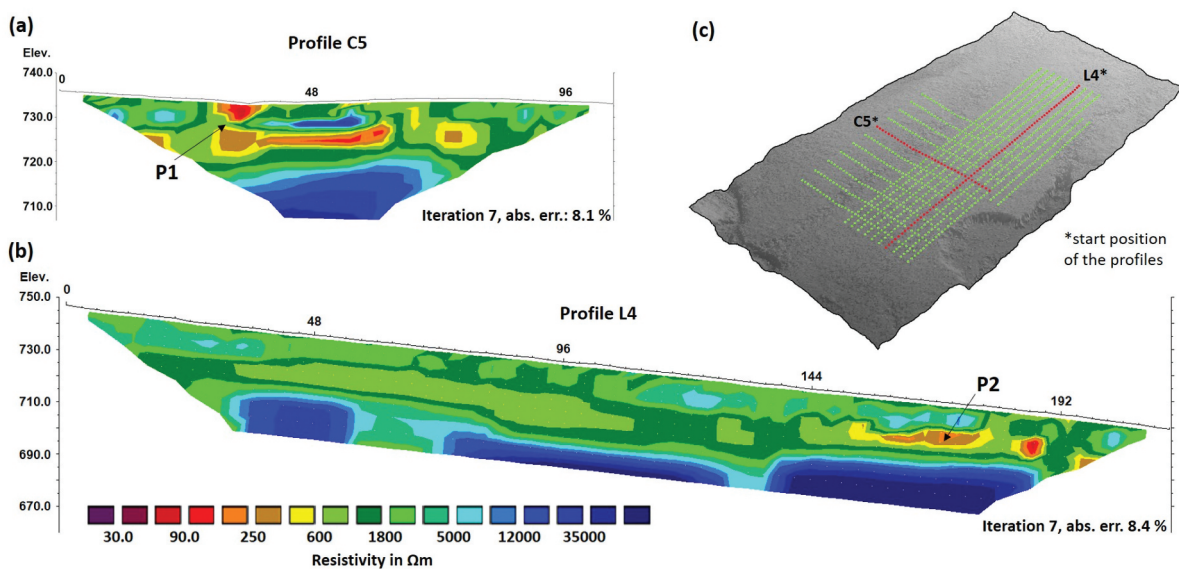 (a)
Profile C5
Elev.
740.0
730.0
720.0
710.0
0
48
96
P1
Iteration 7, abs. err.: 8.1 %
(c)
L4*
C5*
*start position
of the profiles
(b)
Profile L4
Elev.
750.0
730.0
710.0
690.0
670.0
0
48
96
144
192
P2
30.0 90.0 250 600 1800 5000 12000 35000
Resistivity in Ωm
Iteration 7, abs. err. 8.4 %